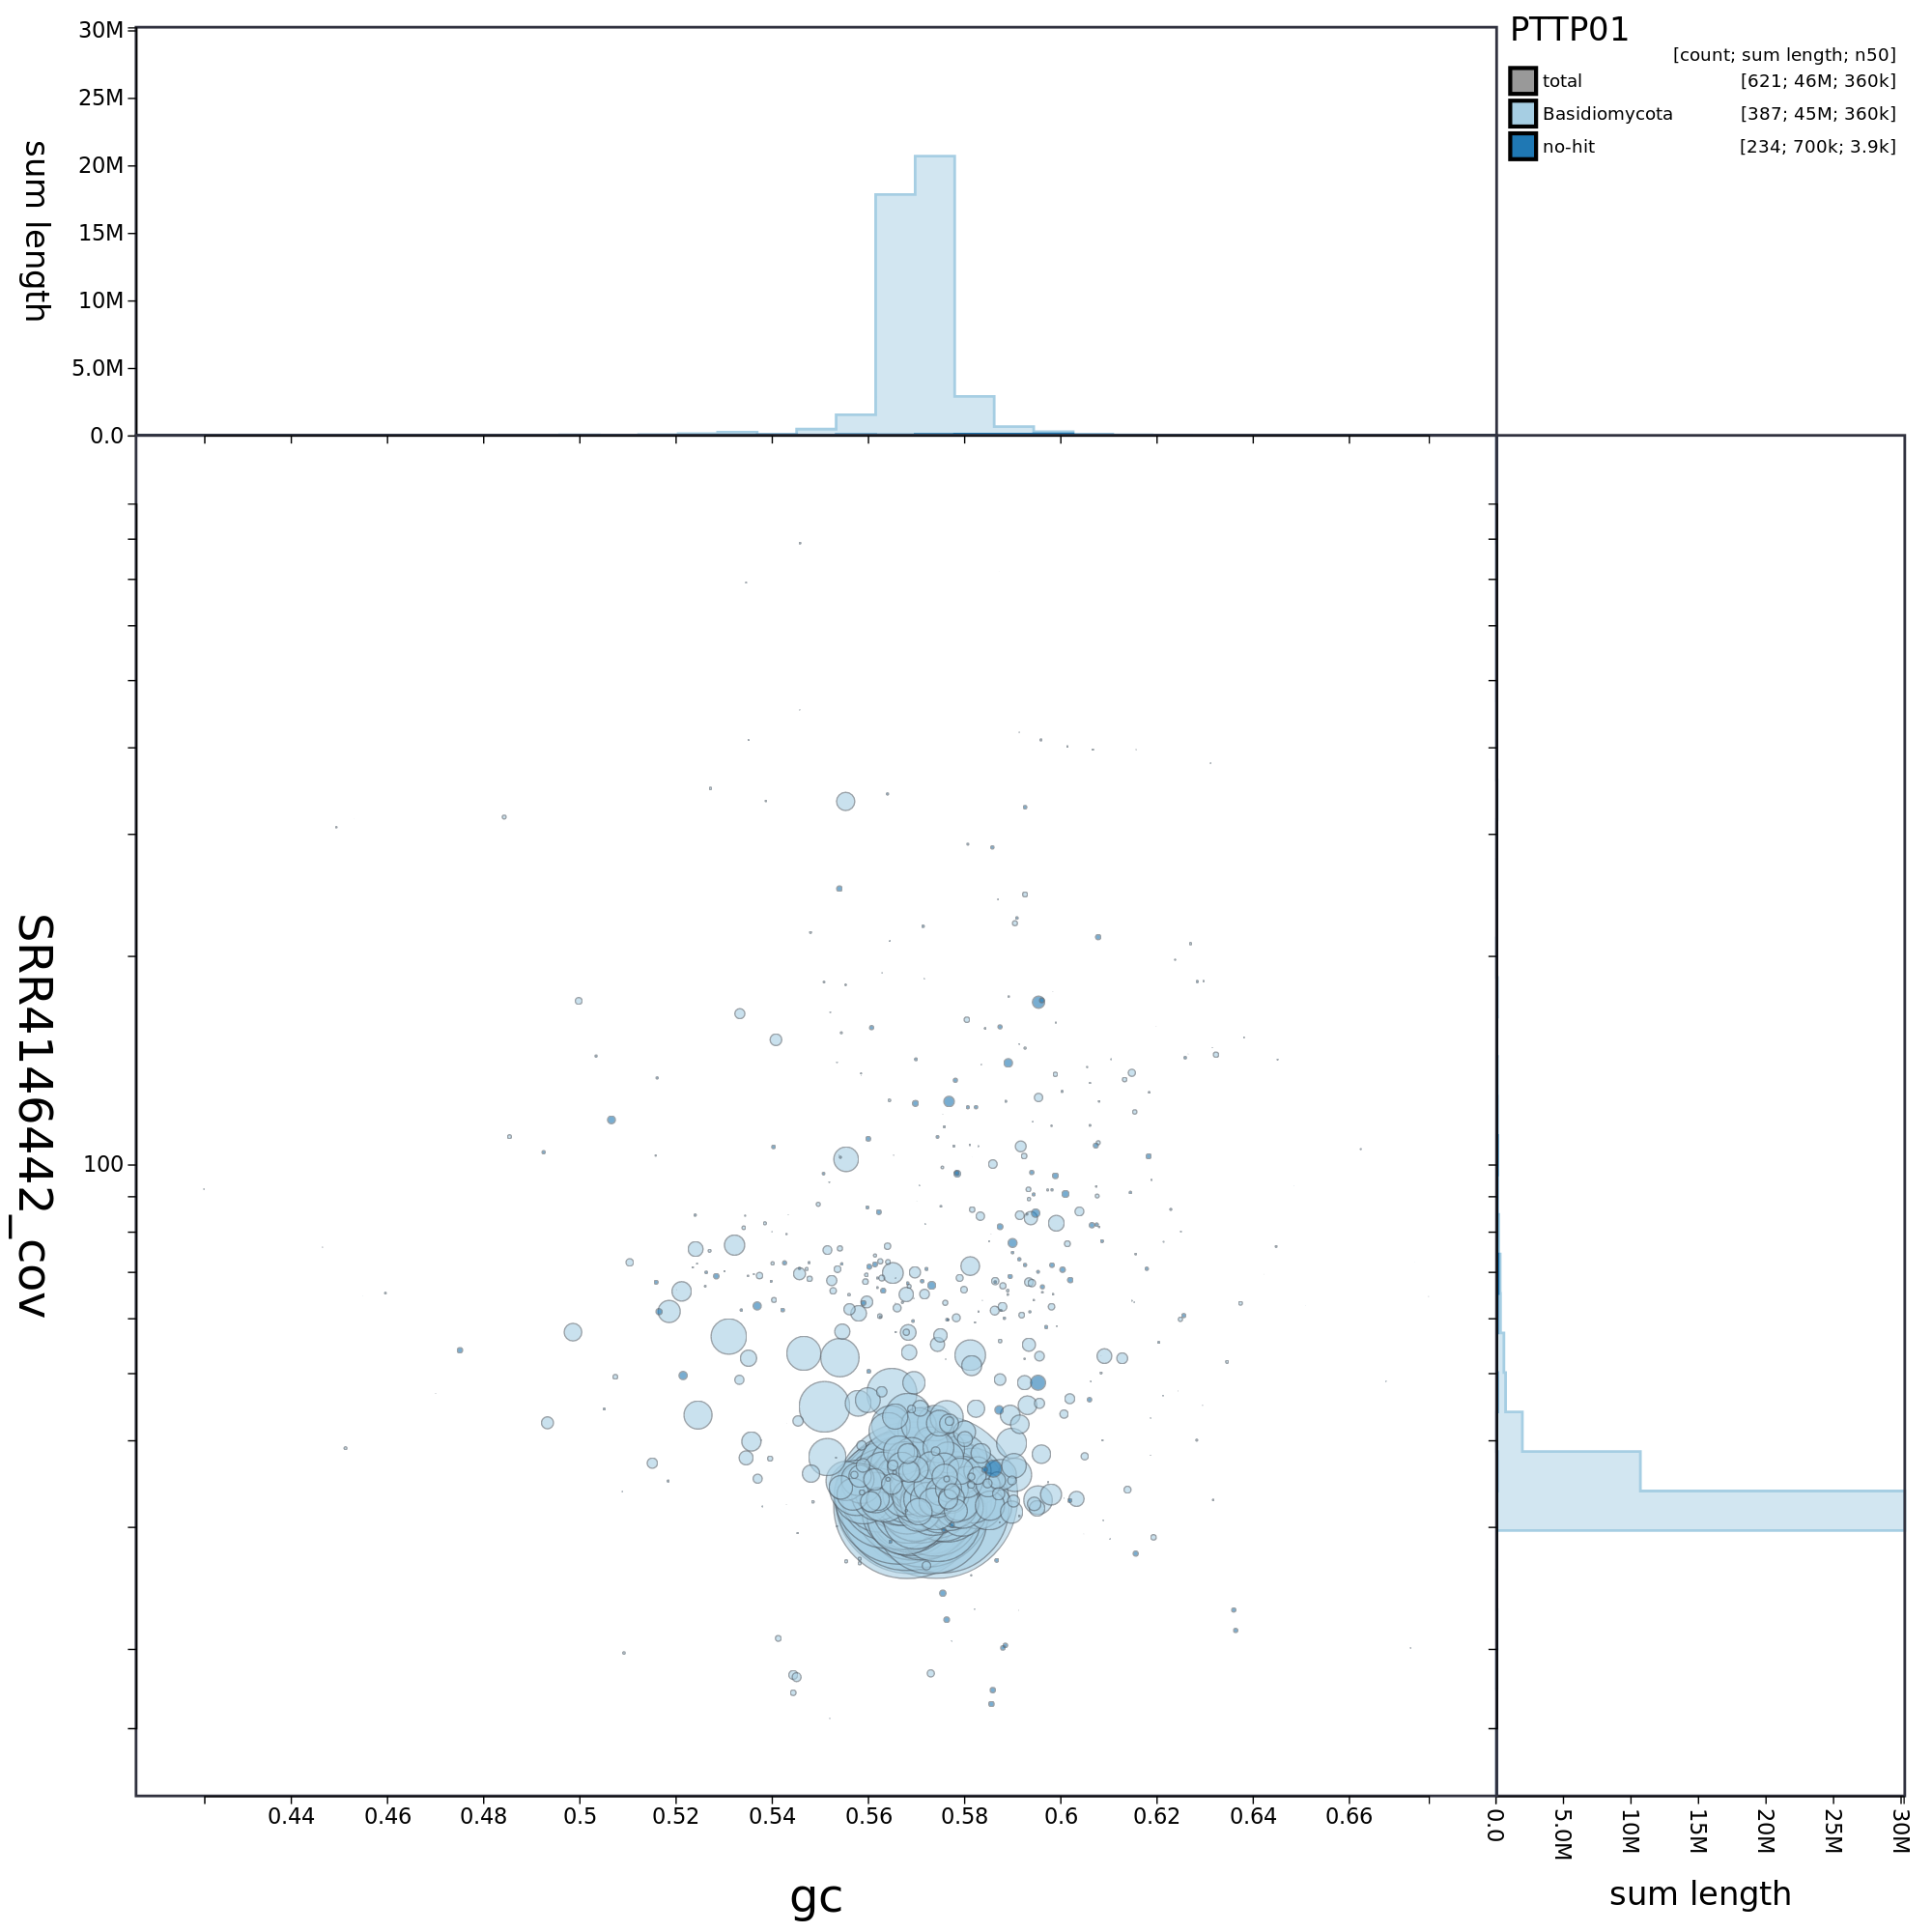 PTTP01
[count; sum length; n50]
total [621; 46M; 360k]
Basidiomycota [387; 45M; 360k]
no-hit [234; 700k; 3.9k]
30M
25M
20M
15M
10M
5.0M
0.0
sum length
100
SRR4114642_cov
0.44 0.46 0.48 0.5 0.52 0.54 0.56 0.58 0.6 0.62 0.64 0.66
gc
0.0 5.0M 10M 15M 20M 25M 30M
sum length